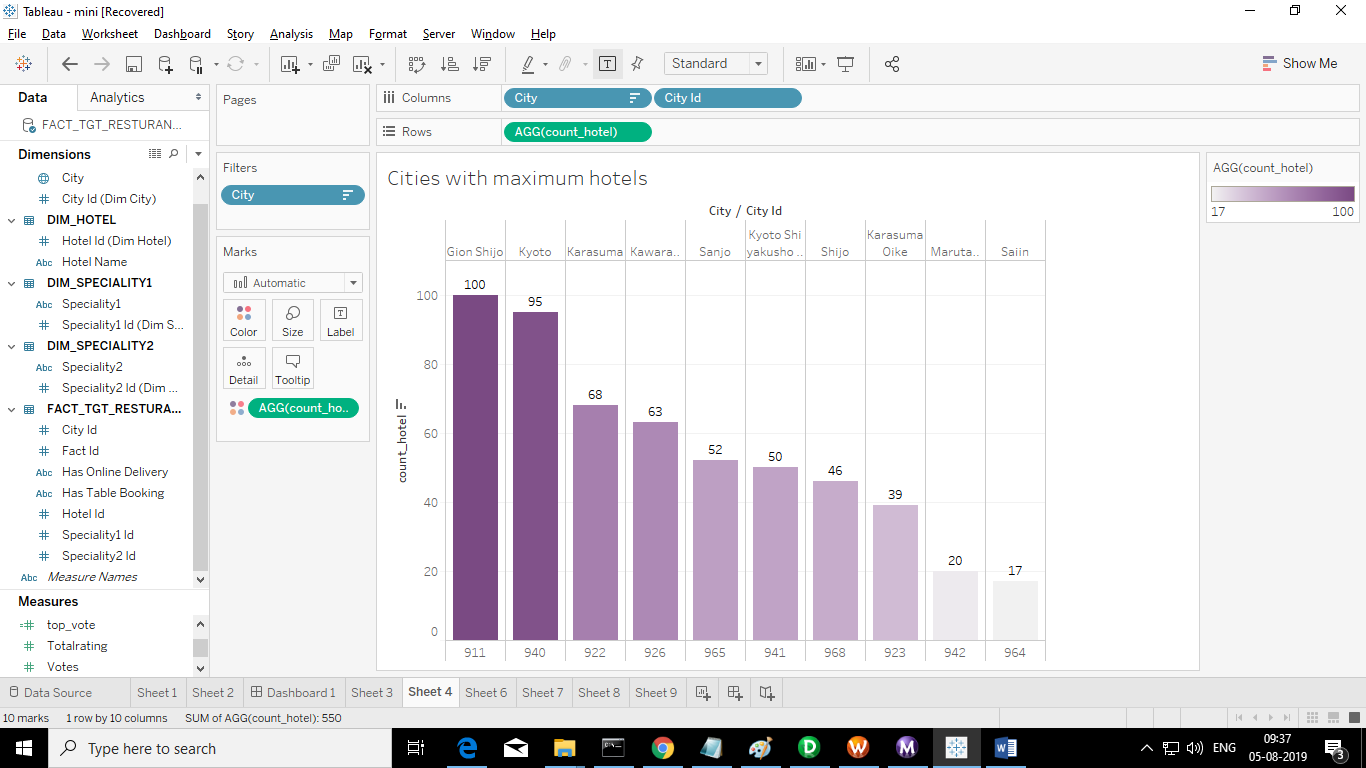 Tableau - mini [Recovered]
File Data Worksheet Dashboard Story Analysis Map Format Server Window Help
Standard
Show Me
Data Analytics
FACT_TGT_RESTURAN...
Dimensions
City
City Id (Dim City)
DIM_HOTEL
Hotel Id (Dim Hotel)
Abc Hotel Name
DIM_SPECIALITY1
Abc Speciality1
Speciality1 Id (Dim S...
DIM_SPECIALITY2
Abc Speciality2
Speciality2 Id (Dim ...
FACT_TGT_RESTURA...
City Id
Fact Id
Abc Has Online Delivery
Abc Has Table Booking
Hotel Id
Speciality1 Id
Speciality2 Id
Abc Measure Names
Measures
top_vote
Totalrating
Votes
Pages
Filters
City
Marks
Automatic
Color Size Label
Detail Tooltip
AGG(count_ho..
Columns City City Id
Rows AGG(count_hotel)
Cities with maximum hotels
City / City Id
Gion Shijo Kyoto Karasuma Kawara.. Sanjo Kyoto Shi yakusho .. Shijo Karasuma Oike Maruta.. Saiin
count_hotel
100
80
60
40
20
0
100 95 68 63 52 50 46 39 20 17
911 940 922 926 965 941 968 923 942 964
AGG(count_hotel)
17 100
Data Source Sheet 1 Sheet 2 Dashboard 1 Sheet 3 Sheet 4 Sheet 6 Sheet 7 Sheet 8 Sheet 9
10 marks 1 row by 10 columns SUM of AGG(count_hotel): 550
Type here to search
ENG
09:37
05-08-2019
3